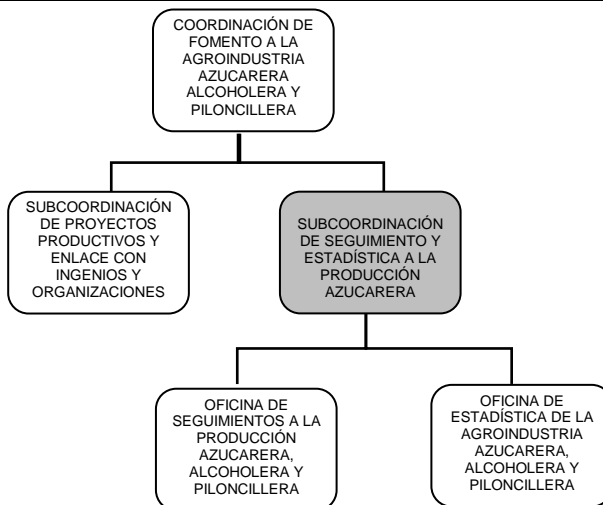 COORDINACIÓN DE
FOMENTO A LA
AGROINDUSTRIA
AZUCARERA
ALCOHOLERA Y
PILONCILLERA
SUBCOORDINACIÓN
DE PROYECTOS
PRODUCTIVOS Y
ENLACE CON
INGENIOS Y
ORGANIZACIONES
SUBCOORDINACIÓN
DE SEGUIMIENTO Y
ESTADÍSTICA A LA
PRODUCCIÓN
AZUCARERA
OFICINA DE
SEGUIMIENTOS A LA
PRODUCCIÓN
AZUCARERA,
ALCOHOLERA Y
PILONCILLERA
OFICINA DE
ESTADÍSTICA DE LA
AGROINDUSTRIA
AZUCARERA,
ALCOHOLERA Y
PILONCILLERA